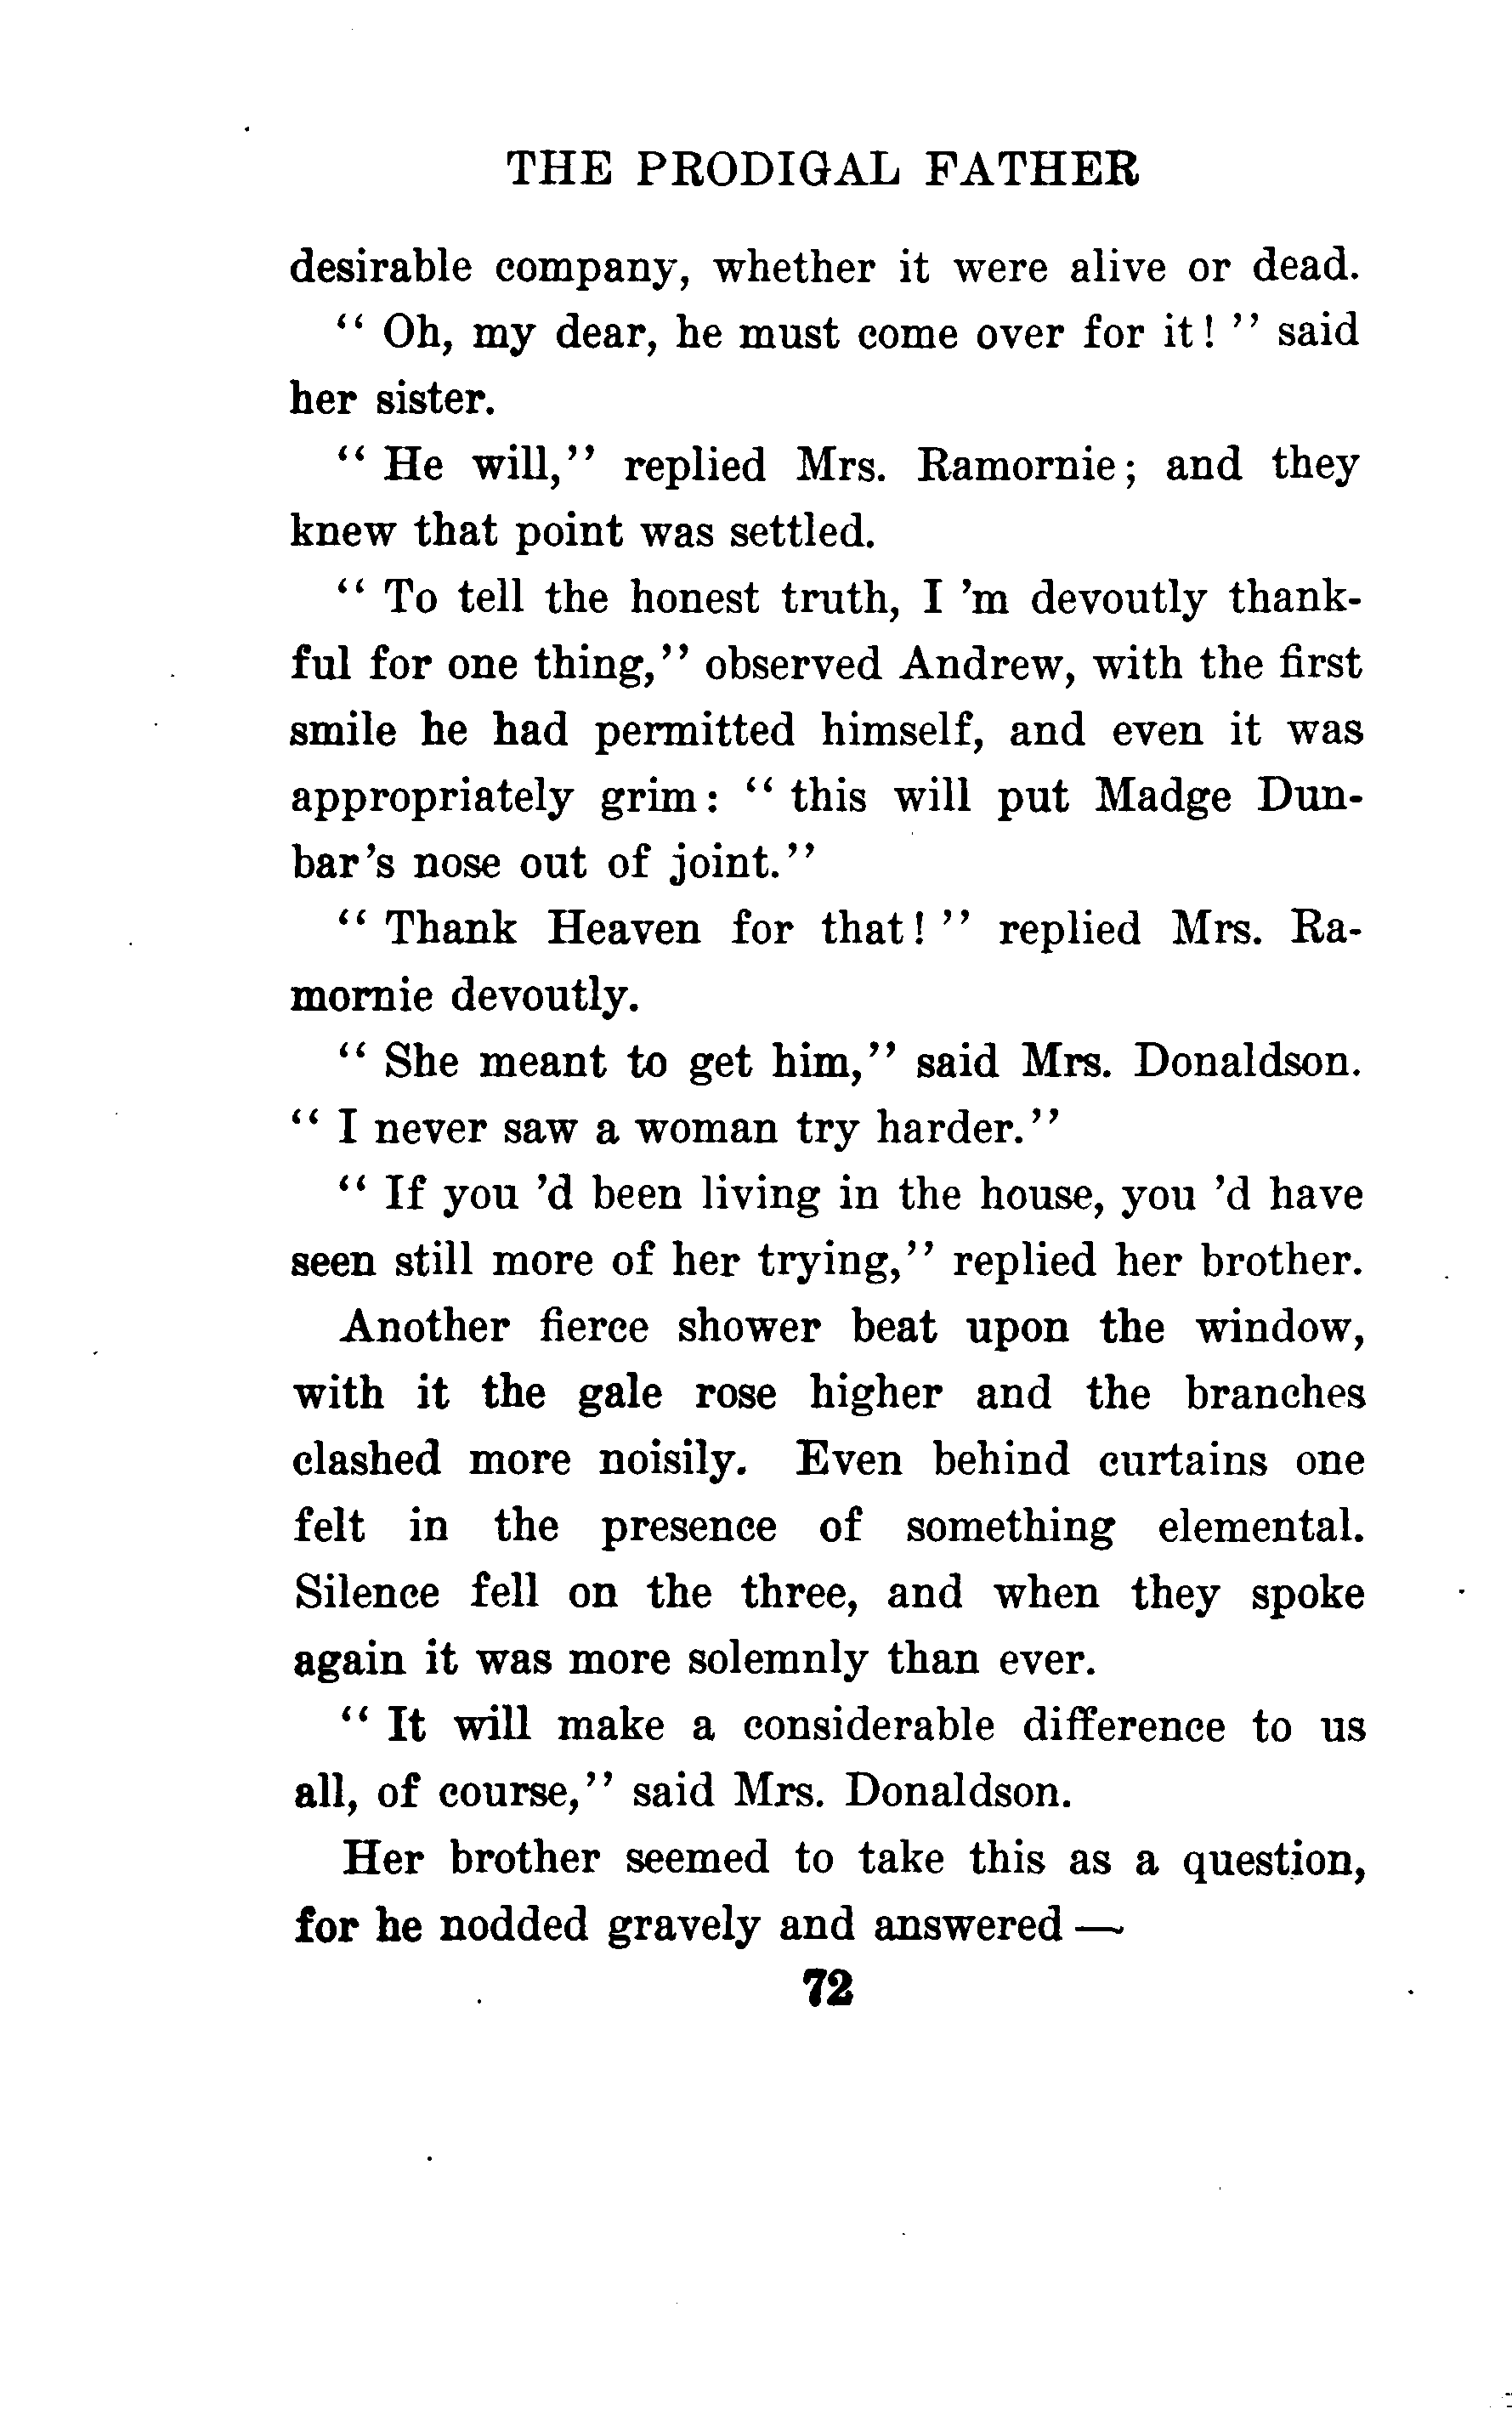 THE PRODIGAL FATHER
desirable company, whether it were alive or dead.
“ Oh, my dear, he must come over for it! ” said
her sister.
“ He will,” replied Mrs. Ramornie; and they
knew that point was settled.
“ To tell the honest truth, I 'm devoutly thank-
ful for one thing,” observed Andrew, with the first
smile he had permitted himself, and even it was
appropriately grim: “ this will put Madge Dun-
bar's nose out of joint.”
“ Thank Heaven for that! ” replied Mrs. Ra-
mornie devoutly.
“ She meant to get him,” said Mrs. Donaldson.
“ I never saw a woman try harder.”
“ If you 'd been living in the house, you 'd have
seen still more of her trying,” replied her brother.
Another fierce shower beat upon the window,
with it the gale rose higher and the branches
clashed more noisily. Even behind curtains one
felt in the presence of something elemental.
Silence fell on the three, and when they spoke
again it was more solemnly than ever.
“ It will make a considerable difference to us
all, of course,” said Mrs. Donaldson.
Her brother seemed to take this as a question,
for he nodded gravely and answered —
72